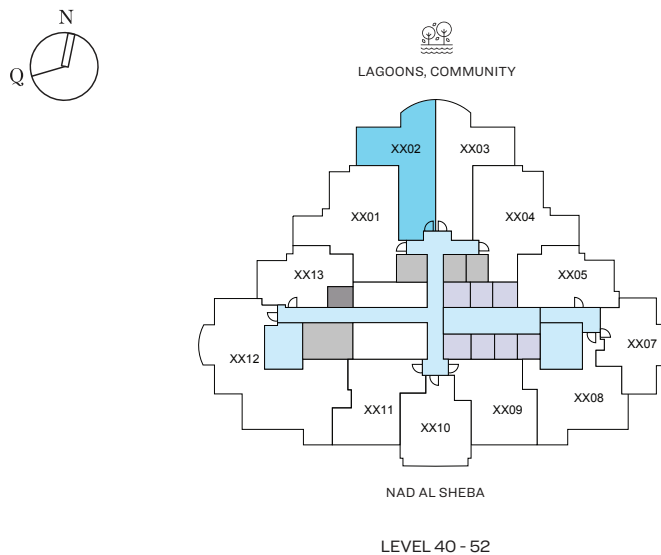 N
Q
LAGOONS, COMMUNITY
XX02
XX03
XX01
XX04
XX13
XX05
XX12
XX07
XX11
XX10
XX09
XX08
NAD AL SHEBA
LEVEL 40 - 52